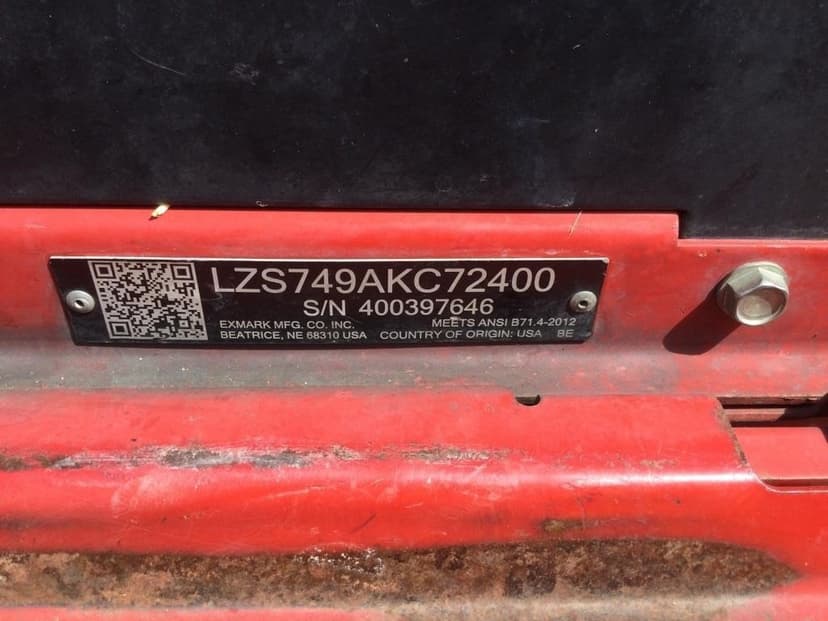 LZS749AKC72400
S/N 400397646
EXMARK MFG. CO. INC. MEETS ANSI B71.4-2012
BEATRICE, NE 68310 USA COUNTRY OF ORIGIN: USA BE